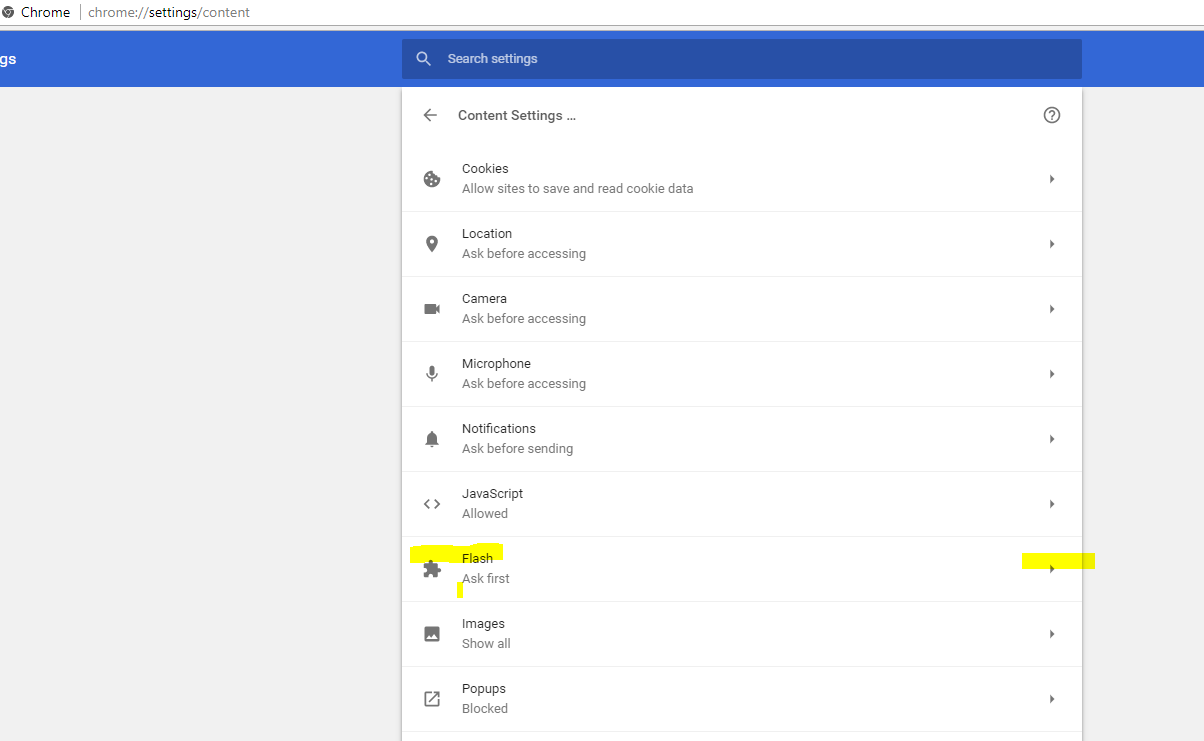 Chrome chrome://settings/content
gs
Search settings
Content Settings ...
Cookies
Allow sites to save and read cookie data
Location
Ask before accessing
Camera
Ask before accessing
Microphone
Ask before accessing
Notifications
Ask before sending
JavaScript
Allowed
Flash
Ask first
Images
Show all
Popups
Blocked